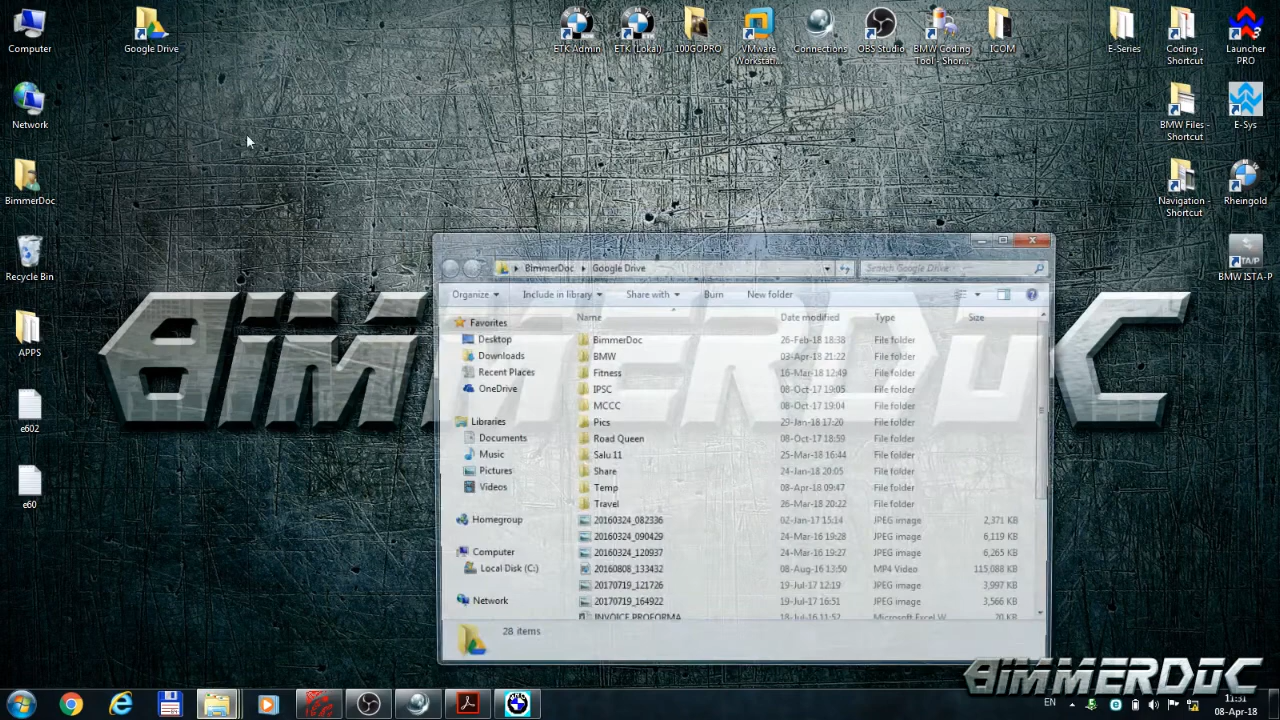 Computer
Google Drive
ETK Admin
ETK (Lokal)
100GOPRO
VMware
Workstati...
Connections
OBS Studio
BMW Coding
Tool - Shor...
ICOM
E-Series
Coding -
Shortcut
Launcher
PRO
Network
BMW Files -
Shortcut
E-Sys
BimmerDoc
Navigation -
Shortcut
Rheingold
Recycle Bin
TA/P
BMW ISTA-P
APPS
e602
e60
BIMMERDOC
BimmerDoc
Google Drive
Search Google Drive
Organize
Include in library
Share with
Burn
New folder
Name
Date modified
Type
Size
Favorites
Desktop
Downloads
Recent Places
OneDrive
Libraries
Documents
Music
Pictures
Videos
Homegroup
Computer
Local Disk (C:)
Network
BimmerDoc 26-Feb-18 18:38 File folder
BMW 03-Apr-18 21:22 File folder
Fitness 16-Mar-18 12:49 File folder
IPSC 08-Oct-17 19:05 File folder
MCCC 08-Oct-17 19:04 File folder
Pics 29-Jan-18 17:20 File folder
Road Queen 08-Oct-17 18:59 File folder
Salu 11 25-Mar-18 16:44 File folder
Share 24-Jan-18 20:05 File folder
Temp 08-Apr-18 09:47 File folder
Travel 26-Mar-18 20:22 File folder
20160324_082336 02-Jan-17 15:14 JPEG image 2,371 KB
20160324_090429 24-Mar-16 19:28 JPEG image 6,119 KB
20160324_120937 24-Mar-16 19:27 JPEG image 6,265 KB
20160808_133432 08-Aug-16 13:50 MP4 Video 115,088 KB
20170719_121726 19-Jul-17 12:19 JPEG image 3,997 KB
20170719_164922 19-Jul-17 16:51 JPEG image 3,566 KB
INVOICE PROFORMA 18-Jul-16 11:52 Microsoft Excel W... 20 KB
28 items
BIMMERDOC
EN
11:31
08-Apr-18